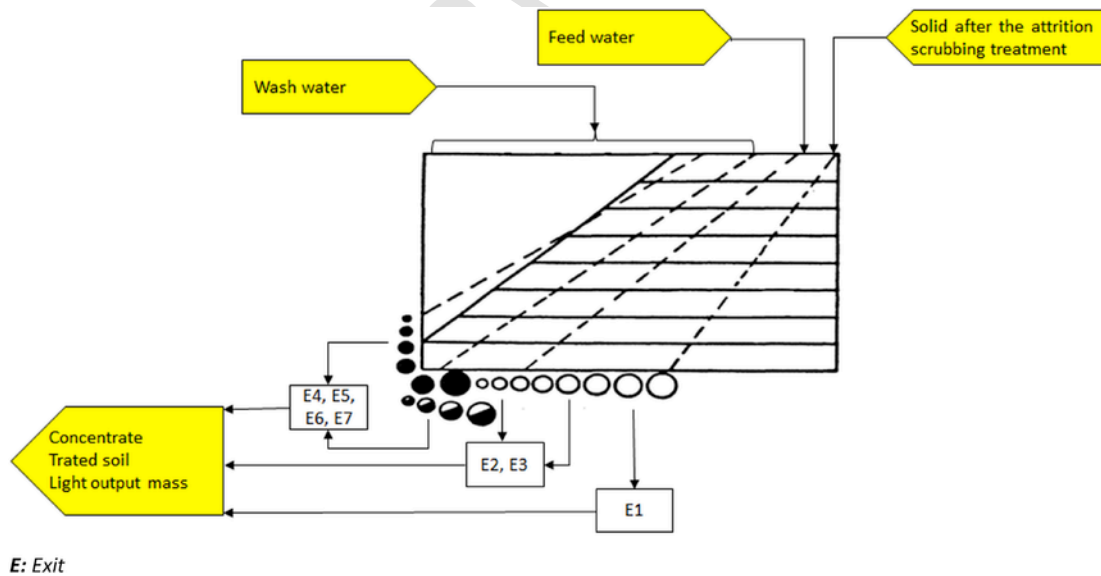 Feed water
Solid after the attrition
scrubbing treatment
Wash water
E4, E5,
E6, E7
Concentrate
Trated soil
Light output mass
E2, E3
E1
E: Exit